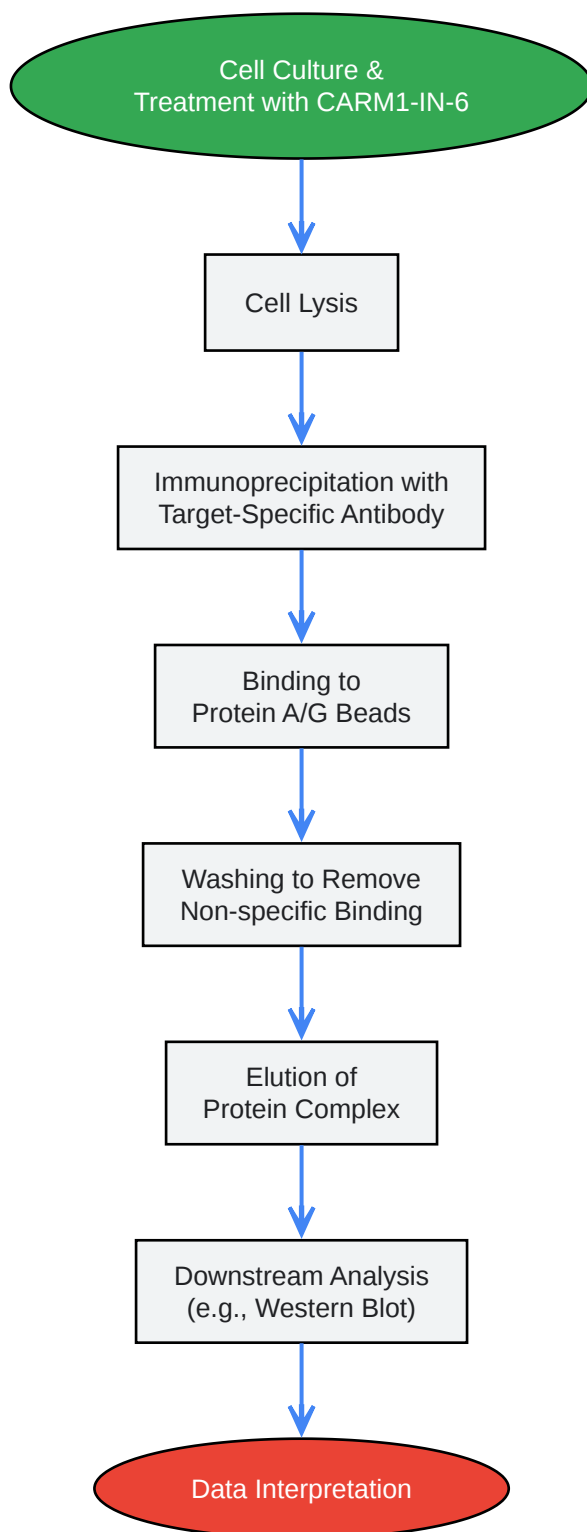 Cell Culture &
Treatment with CARM1-IN-6
Cell Lysis
Immunoprecipitation with
Target-Specific Antibody
Binding to
Protein A/G Beads
Washing to Remove
Non-specific Binding
Elution of
Protein Complex
Downstream Analysis
(e.g., Western Blot)
Data Interpretation